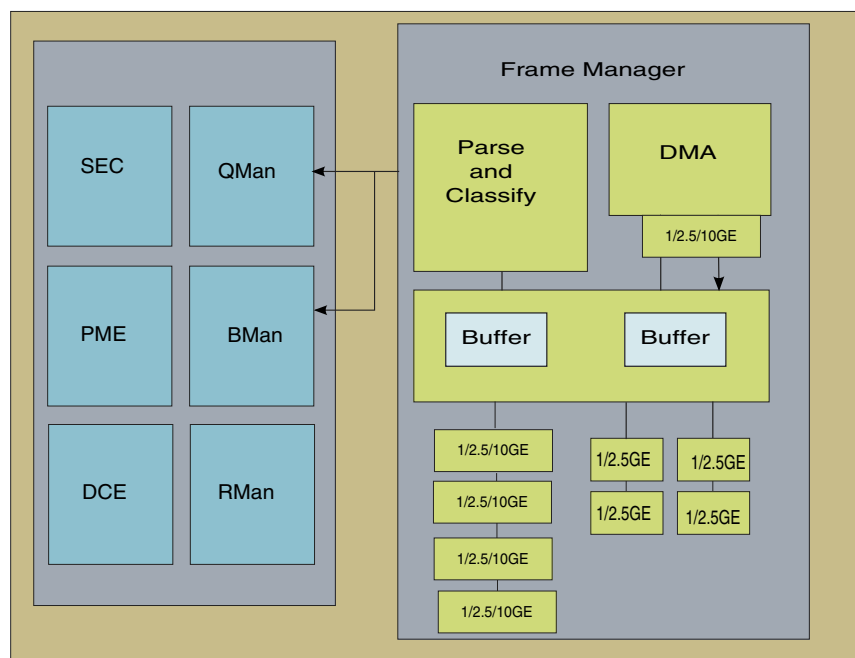 SEC
QMan
PME
BMan
DCE
RMan
Frame Manager
Parse
and
Classify
DMA
1/2.5/10GE
Buffer
Buffer
1/2.5/10GE
1/2.5/10GE
1/2.5/10GE
1/2.5/10GE
1/2.5GE
1/2.5GE
1/2.5GE
1/2.5GE